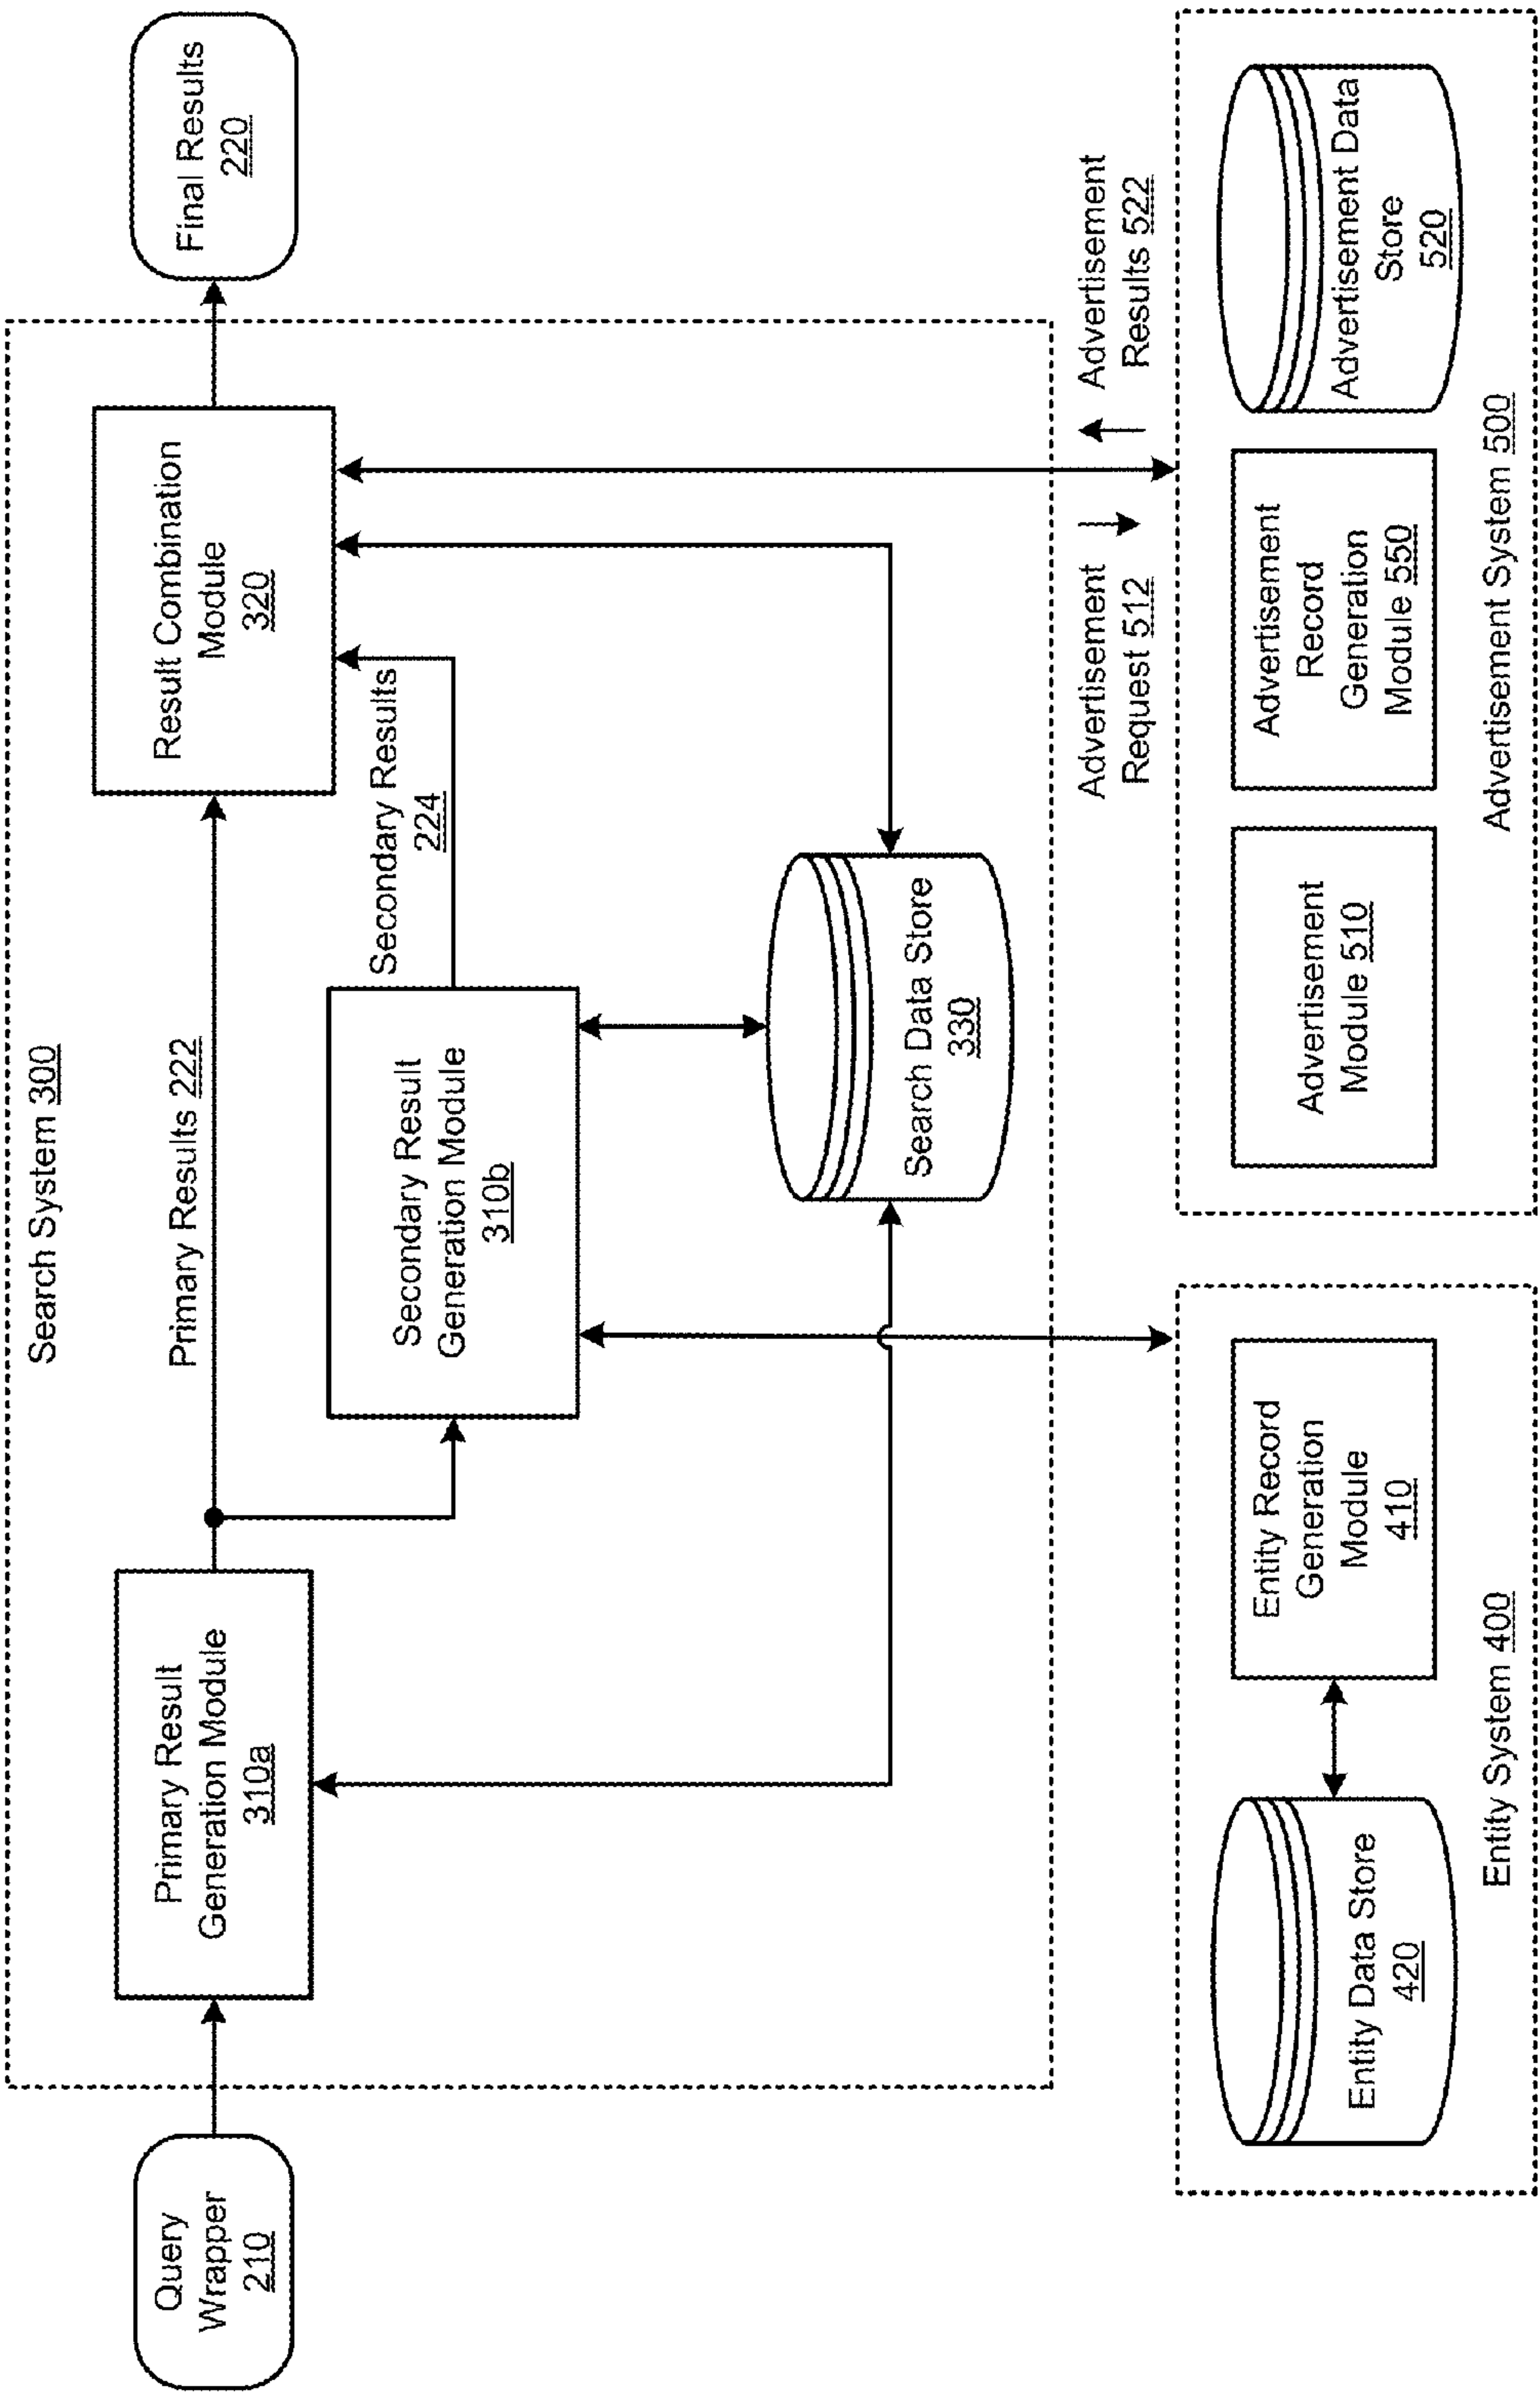 Search System 300
Query
Wrapper
210
Primary Result
Generation Module
310a
Primary Results 222
Result Combination
Module
320
Final Results
220
Secondary Result
Generation Module
310b
Secondary Results
224
Search Data Store
330
Advertisement
Request 512
Advertisement
Results 522
Entity Data Store
420
Entity Record
Generation
Module
410
Entity System 400
Advertisement
Module 510
Advertisement
Record
Generation
Module 550
Advertisement Data
Store
520
Advertisement System 500